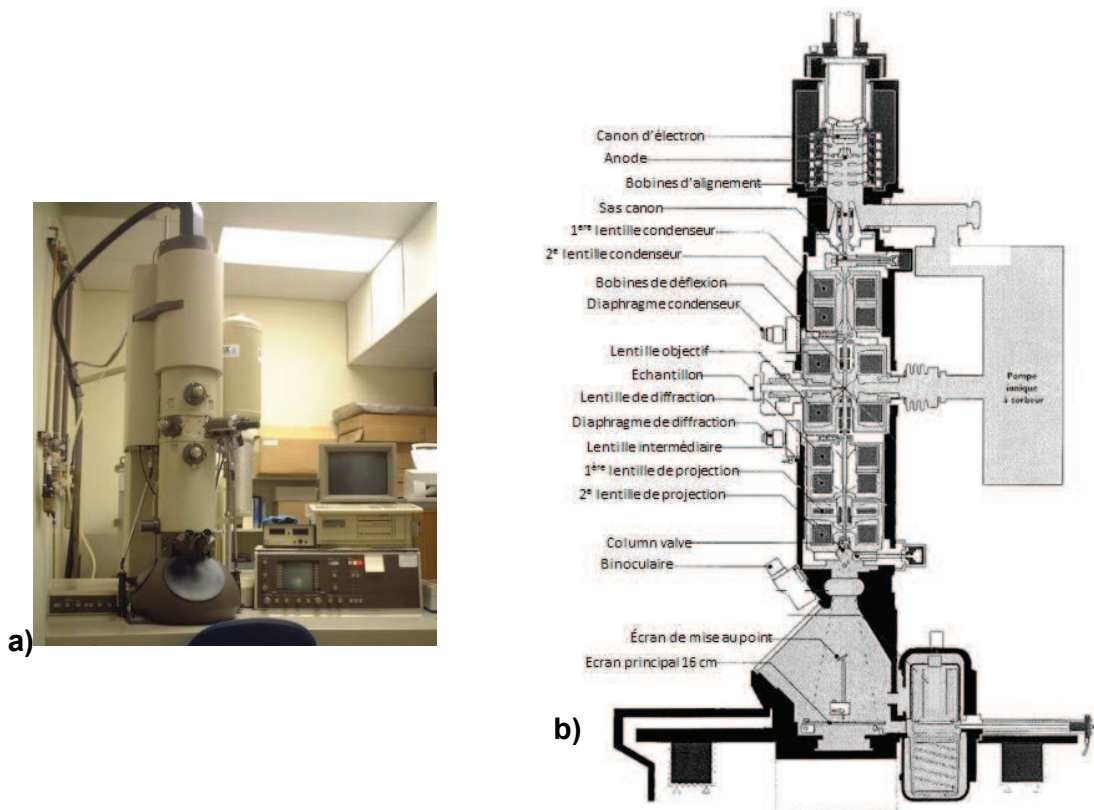 Canon d'électron
Anode
Bobines d'alignement
Sas canon
1ère lentille condenseur
2e lentille condenseur
Bobines de déflexion
Diaphragme condenseur
Lentille objectif
Echantillon
Lentille de diffraction
Diaphragme de diffraction
Lentille intermédiaire
1ère lentille de projection
2e lentille de projection
Column valve
Binoculaire
Écran de mise au point
Ecran principal 16 cm
Pompe
ionique
à sorbeur
a)
b)